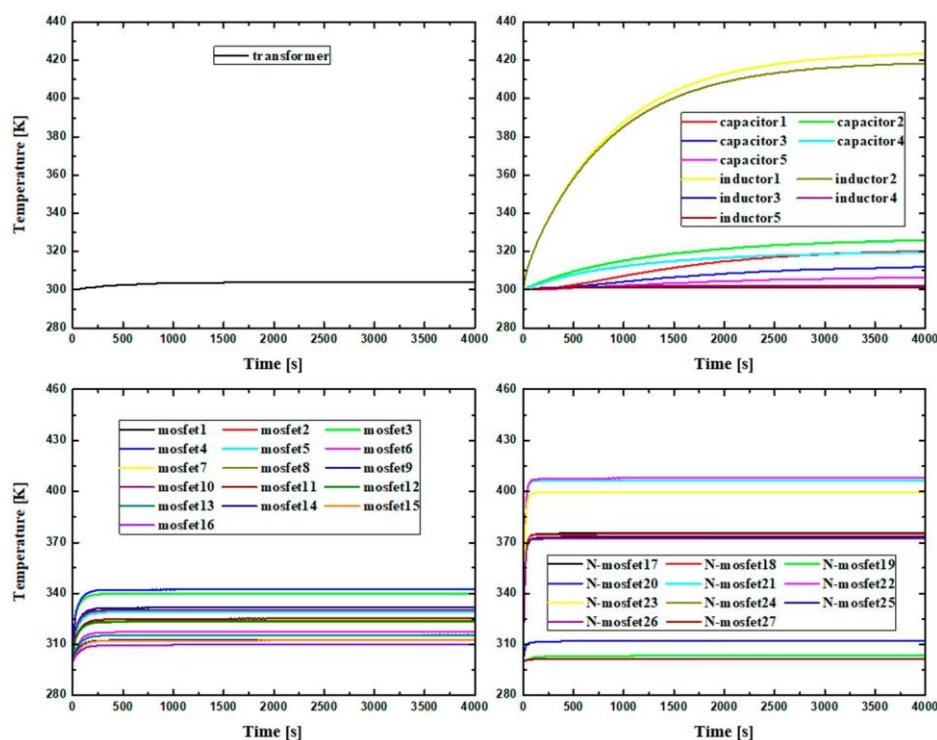 440
420
400
380
360
340
320
300
280
Temperature [K]
transformer
0 500 1000 1500 2000 2500 3000 3500 4000
Time [s]
440
420
400
380
360
340
320
300
280
Temperature [K]
capacitor1 capacitor2
capacitor3 capacitor4
capacitor5
inductor1 inductor2
inductor3 inductor4
inductor5
0 500 1000 1500 2000 2500 3000 3500 4000
Time [s]
460
430
400
370
340
310
280
Temperature [K]
mosfet1 mosfet2 mosfet3
mosfet4 mosfet5 mosfet6
mosfet7 mosfet8 mosfet9
mosfet10 mosfet11 mosfet12
mosfet13 mosfet14 mosfet15
mosfet16
0 500 1000 1500 2000 2500 3000 3500 4000
Time [s]
460
430
400
370
340
310
280
Temperature [K]
N-mosfet17 N-mosfet18 N-mosfet19
N-mosfet20 N-mosfet21 N-mosfet22
N-mosfet23 N-mosfet24 N-mosfet25
N-mosfet26 N-mosfet27
0 500 1000 1500 2000 2500 3000 3500 4000
Time [s]